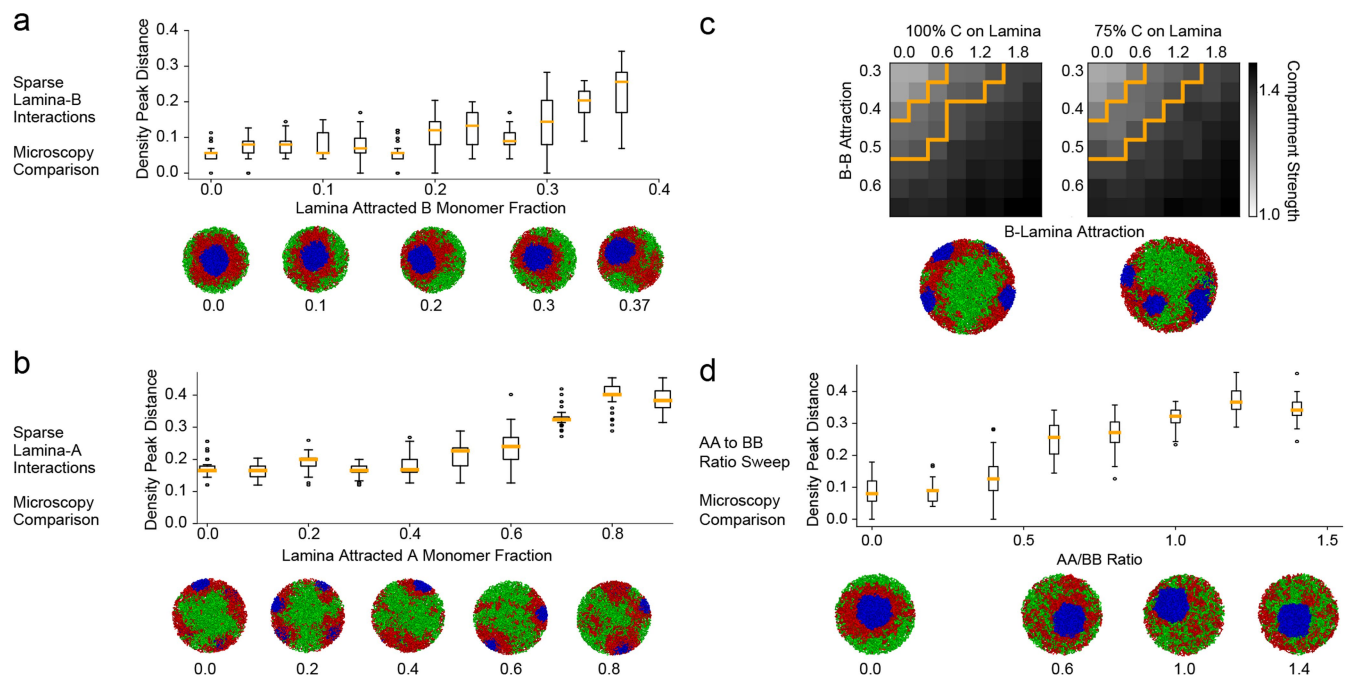 a
Sparse
Lamina-B
Interactions
Microscopy
Comparison
Density Peak Distance
0.4
0.3
0.2
0.1
0.0
0.0 0.1 0.2 0.3 0.4
Lamina Attracted B Monomer Fraction
0.0 0.1 0.2 0.3 0.37
b
Sparse
Lamina-A
Interactions
Microscopy
Comparison
Density Peak Distance
0.4
0.3
0.2
0.1
0.0
0.0 0.2 0.4 0.6 0.8
Lamina Attracted A Monomer Fraction
0.0 0.2 0.4 0.6 0.8
c
100% C on Lamina 75% C on Lamina
0.0 0.6 1.2 1.8 0.0 0.6 1.2 1.8
B-B Attraction
0.3 0.3
0.4 0.4
0.5 0.5
0.6 0.6
B-Lamina Attraction
1.4
1.0
Compartment Strength
d
AA to BB
Ratio Sweep
Microscopy
Comparison
Density Peak Distance
0.4
0.3
0.2
0.1
0.0
0.0 0.5 1.0 1.5
AA/BB Ratio
0.0 0.6 1.0 1.4